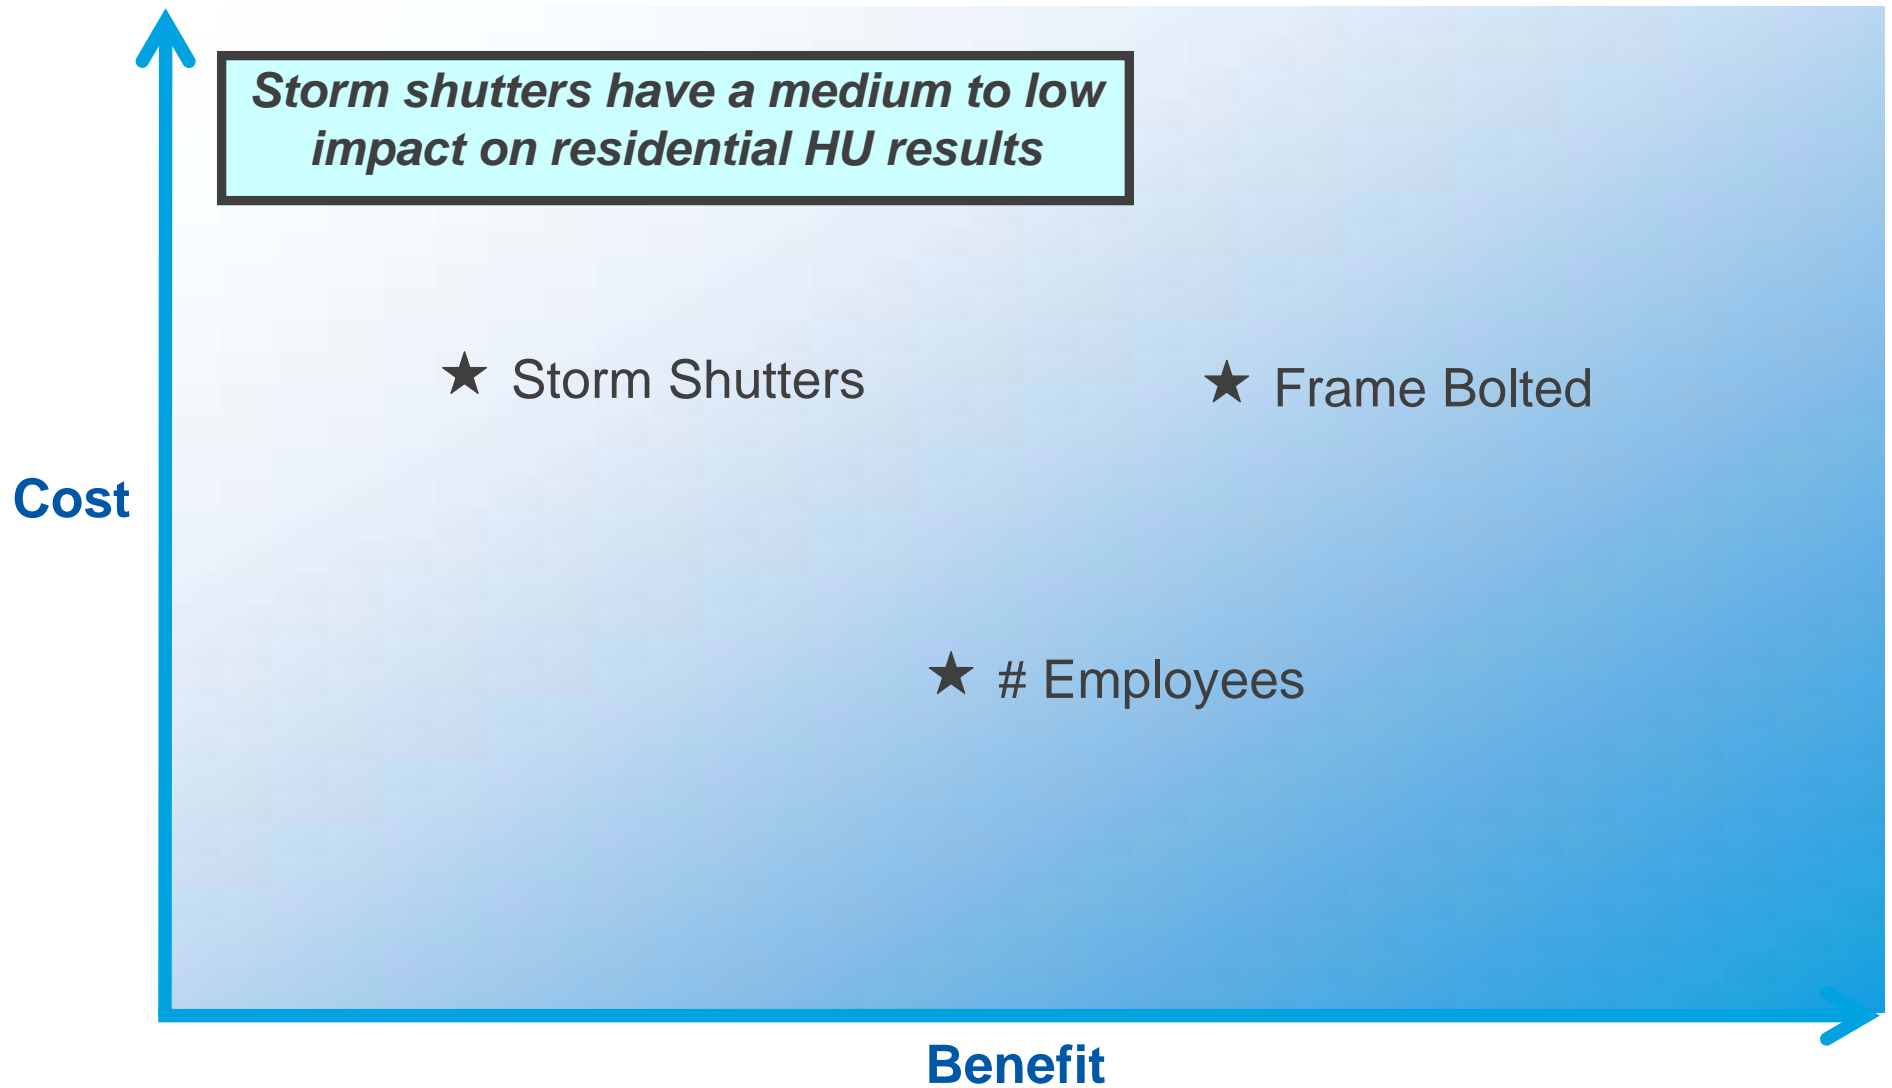 Storm shutters have a medium to low
impact on residential HU results
★ Storm Shutters
★ Frame Bolted
Cost
★ # Employees
Benefit